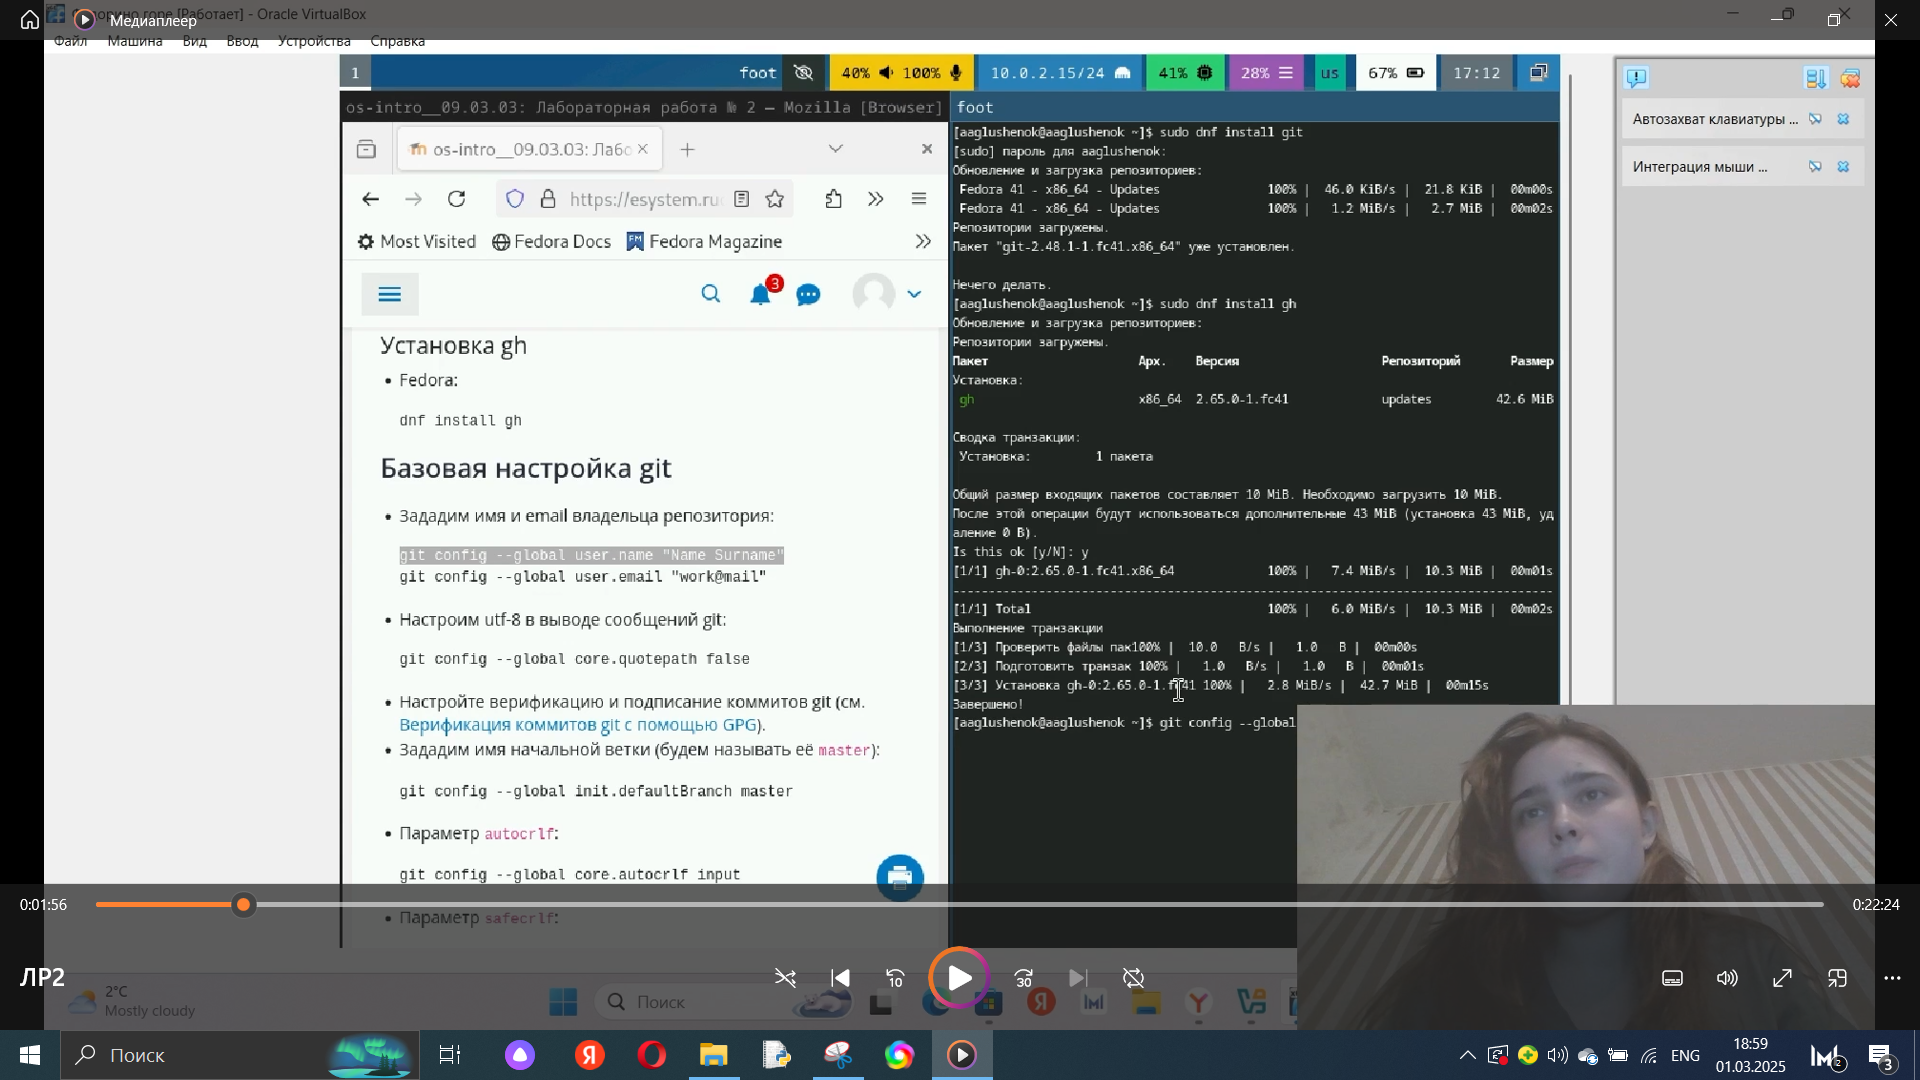 Медиаплеер
[Работает] - Oracle VirtualBox
Файл Машина Вид Ввод Устройства Справка
1
foot
40% 100%
10.0.2.15/24
41%
28%
us
67%
17:12
os-intro__09.03.03: Лабораторная работа № 2 — Mozilla [Browser]
os-intro__09.03.03: Лабо
https://esystem.ru
Most Visited Fedora Docs Fedora Magazine
3
Установка gh
Fedora:
dnf install gh
Базовая настройка git
Зададим имя и email владельца репозитория:
git config --global user.name "Name Surname"
git config --global user.email "work@mail"
Настроим utf-8 в выводе сообщений git:
git config --global core.quotepath false
Настройте верификацию и подписание коммитов git (см.
Верификация коммитов git с помощью GPG).
Зададим имя начальной ветки (будем называть её master):
git config --global init.defaultBranch master
Параметр autocrlf:
git config --global core.autocrlf input
Параметр safecrlf:
foot
[aaglushenok@aaglushenok ~]$ sudo dnf install git
[sudo] пароль для aaglushenok:
Обновление и загрузка репозиториев:
Fedora 41 - x86_64 - Updates 100% | 46.0 KiB/s | 21.8 KiB | 00m00s
Fedora 41 - x86_64 - Updates 100% | 1.2 MiB/s | 2.7 MiB | 00m02s
Репозитории загружены.
Пакет "git-2.48.1-1.fc41.x86_64" уже установлен.
Нечего делать.
[aaglushenok@aaglushenok ~]$ sudo dnf install gh
Обновление и загрузка репозиториев:
Репозитории загружены.
Пакет Арх. Версия Репозиторий Размер
Установка:
gh x86_64 2.65.0-1.fc41 updates 42.6 MiB
Сводка транзакции:
Установка: 1 пакета
Общий размер входящих пакетов составляет 10 MiB. Необходимо загрузить 10 MiB.
После этой операции будут использоваться дополнительные 43 MiB (установка 43 MiB, уд
аление 0 B).
Is this ok [y/N]: y
[1/1] gh-0:2.65.0-1.fc41.x86_64 100% | 7.4 MiB/s | 10.3 MiB | 00m01s
--------------------------------------------------------------------------------
[1/1] Total 100% | 6.0 MiB/s | 10.3 MiB | 00m02s
Выполнение транзакции
[1/3] Проверить файлы пак100% | 10.0 B/s | 1.0 B | 00m00s
[2/3] Подготовить транзак 100% | 1.0 B/s | 1.0 B | 00m01s
[3/3] Установка gh-0:2.65.0-1.fc41 100% | 2.8 MiB/s | 42.7 MiB | 00m15s
Завершено!
[aaglushenok@aaglushenok ~]$ git config --global
Автозахват клавиатуры ...
Интеграция мыши ...
0:01:56
0:22:24
ЛР2
10
30
2°C
Mostly cloudy
Поиск
Поиск
ENG
18:59
01.03.2025
2
3